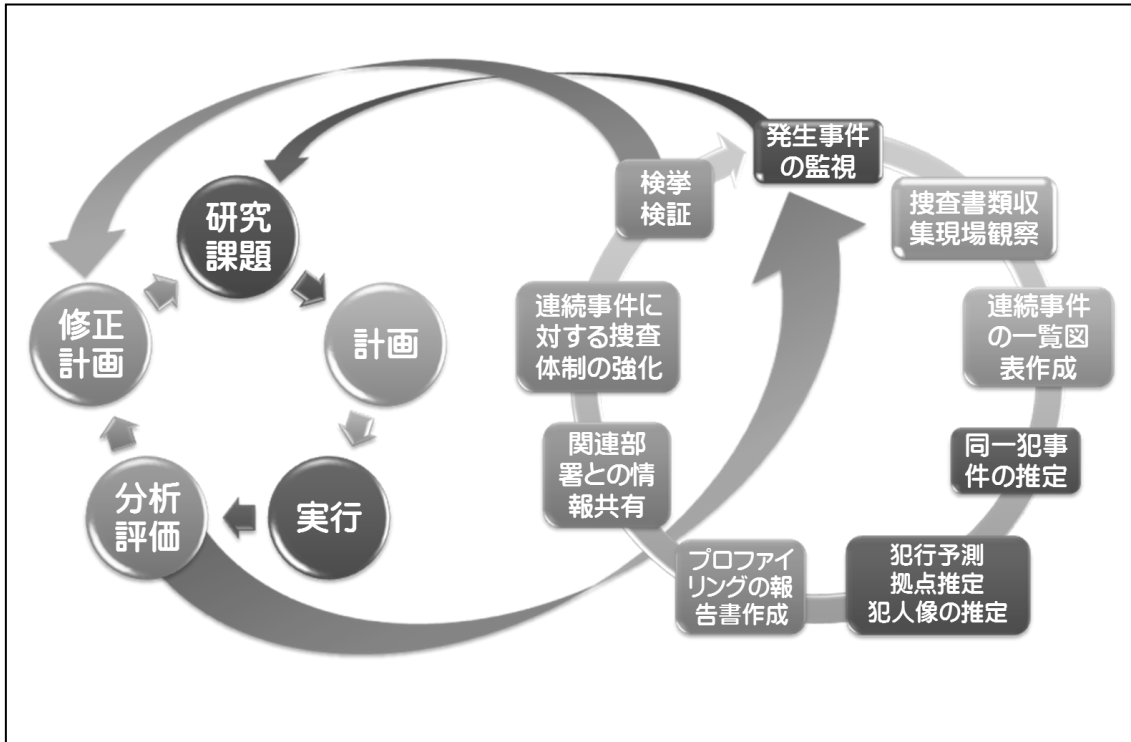 研究
課題
計画
実行
分析
評価
修正
計画
発生事件
の監視
捜査書類収
集現場観察
連続事件
の一覧図
表作成
同一犯事
件の推定
犯行予測
拠点推定
犯人像の推定
プロファイ
リングの報
告書作成
関連部
署との情
報共有
連続事件に
対する捜査
体制の強化
検挙
検証